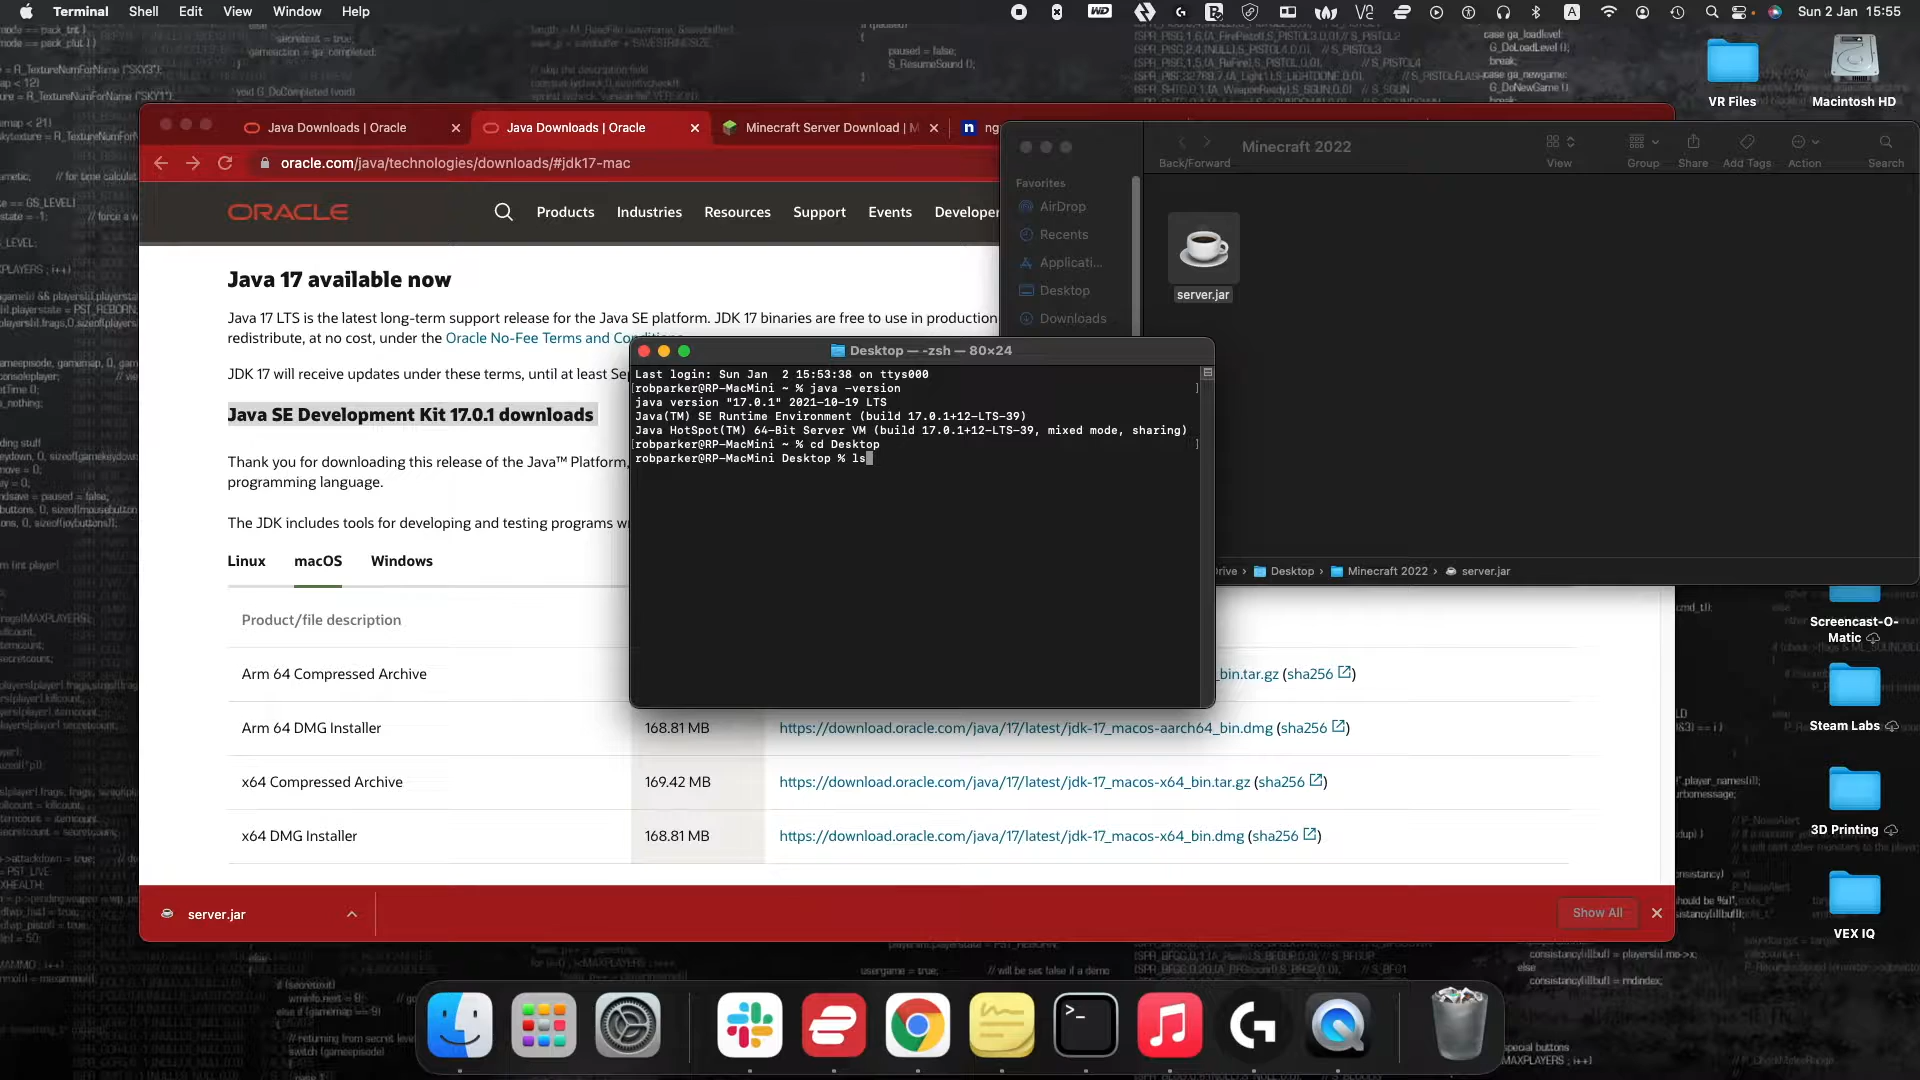 Terminal Shell Edit View Window Help
Sun 2 Jan 15:55
VR Files
Macintosh HD
Java Downloads | Oracle
Java Downloads | Oracle
Minecraft Server Download | M
ng
oracle.com/java/technologies/downloads/#jdk17-mac
ORACLE
Products Industries Resources Support Events Developer
Minecraft 2022
Back/Forward View Group Share Add Tags Action Search
Favorites
AirDrop
Recents
Applicati...
Desktop
Downloads
server.jar
Java 17 available now
Java 17 LTS is the latest long-term support release for the Java SE platform. JDK 17 binaries are free to use in production
redistribute, at no cost, under the Oracle No-Fee Terms and Conditions
JDK 17 will receive updates under these terms, until at least Se
Java SE Development Kit 17.0.1 downloads
Thank you for downloading this release of the Java™ Platform,
programming language.
The JDK includes tools for developing and testing programs w
Linux macOS Windows
Desktop — -zsh — 80×24
Last login: Sun Jan  2 15:53:38 on ttys000
[robparker@RP-MacMini ~ % java -version ]
java version "17.0.1" 2021-10-19 LTS
Java(TM) SE Runtime Environment (build 17.0.1+12-LTS-39)
Java HotSpot(TM) 64-Bit Server VM (build 17.0.1+12-LTS-39, mixed mode, sharing)
[robparker@RP-MacMini ~ % cd Desktop ]
robparker@RP-MacMini Desktop % ls
rive › Desktop › Minecraft 2022 › server.jar
Product/file description
Arm 64 Compressed Archive
_bin.tar.gz (sha256)
Arm 64 DMG Installer 168.81 MB https://download.oracle.com/java/17/latest/jdk-17_macos-aarch64_bin.dmg (sha256)
x64 Compressed Archive 169.42 MB https://download.oracle.com/java/17/latest/jdk-17_macos-x64_bin.tar.gz (sha256)
x64 DMG Installer 168.81 MB https://download.oracle.com/java/17/latest/jdk-17_macos-x64_bin.dmg (sha256)
Screencast-O-
Matic
Steam Labs
3D Printing
VEX IQ
server.jar
Show All